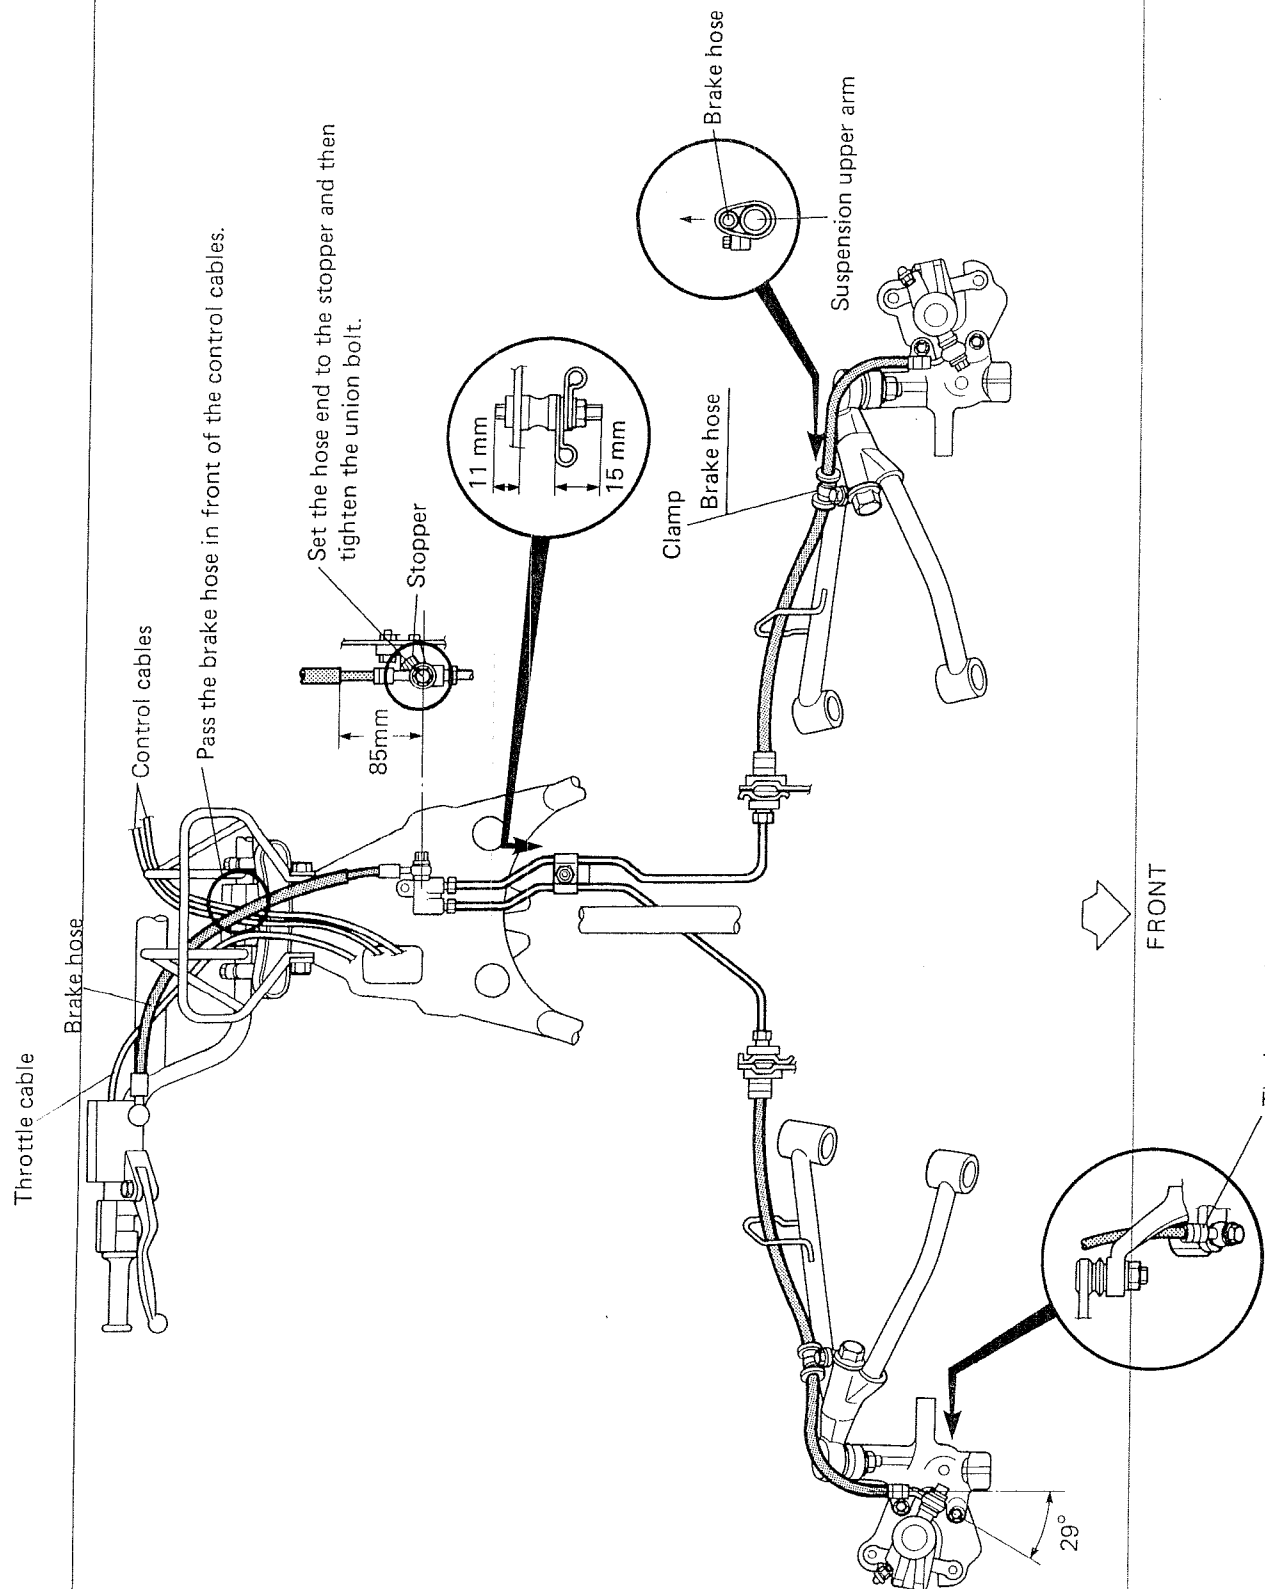 Throttle cable
Brake hose
Control cables
Pass the brake hose in front of the control cables.
Set the hose end to the stopper and then
tighten the union bolt.
Stopper
85mm
11 mm
15 mm
Clamp
Brake hose
Brake hose
Suspension upper arm
FRONT
29°